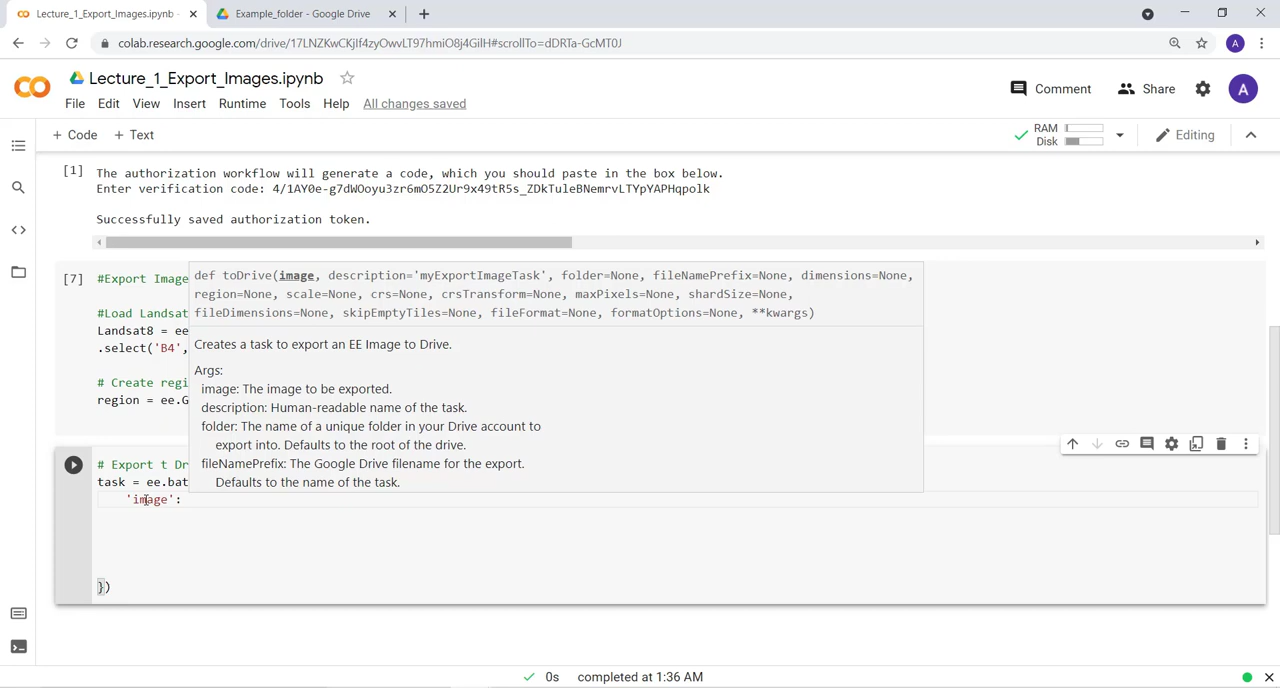 Lecture_1_Export_Images.ipynb -
Example_folder - Google Drive
colab.research.google.com/drive/17LNZKwCKjIf4zyOwvLT97hmiO8j4GilH#scrollTo=dDRTa-GcMT0J
A
Lecture_1_Export_Images.ipynb
File Edit View Insert Runtime Tools Help All changes saved
Comment Share A
+ Code + Text
RAM
Disk
Editing
[1] The authorization workflow will generate a code, which you should paste in the box below.
Enter verification code: 4/1AY0e-g7dWOoyu3zr6mO5Z2Ur9x49tR5s_ZDkTuleBNemrvLTYpYAPHqpolk
Successfully saved authorization token.
[7] #Export Image
#Load Landsat
Landsat8 = ee
.select('B4',
# Create regi
region = ee.G
def toDrive(image, description='myExportImageTask', folder=None, fileNamePrefix=None, dimensions=None,
region=None, scale=None, crs=None, crsTransform=None, maxPixels=None, shardSize=None,
fileDimensions=None, skipEmptyTiles=None, fileFormat=None, formatOptions=None, **kwargs)
Creates a task to export an EE Image to Drive.
Args:
image: The image to be exported.
description: Human-readable name of the task.
folder: The name of a unique folder in your Drive account to
export into. Defaults to the root of the drive.
fileNamePrefix: The Google Drive filename for the export.
Defaults to the name of the task.
# Export t Dr
task = ee.bat
'image':
})
0s completed at 1:36 AM